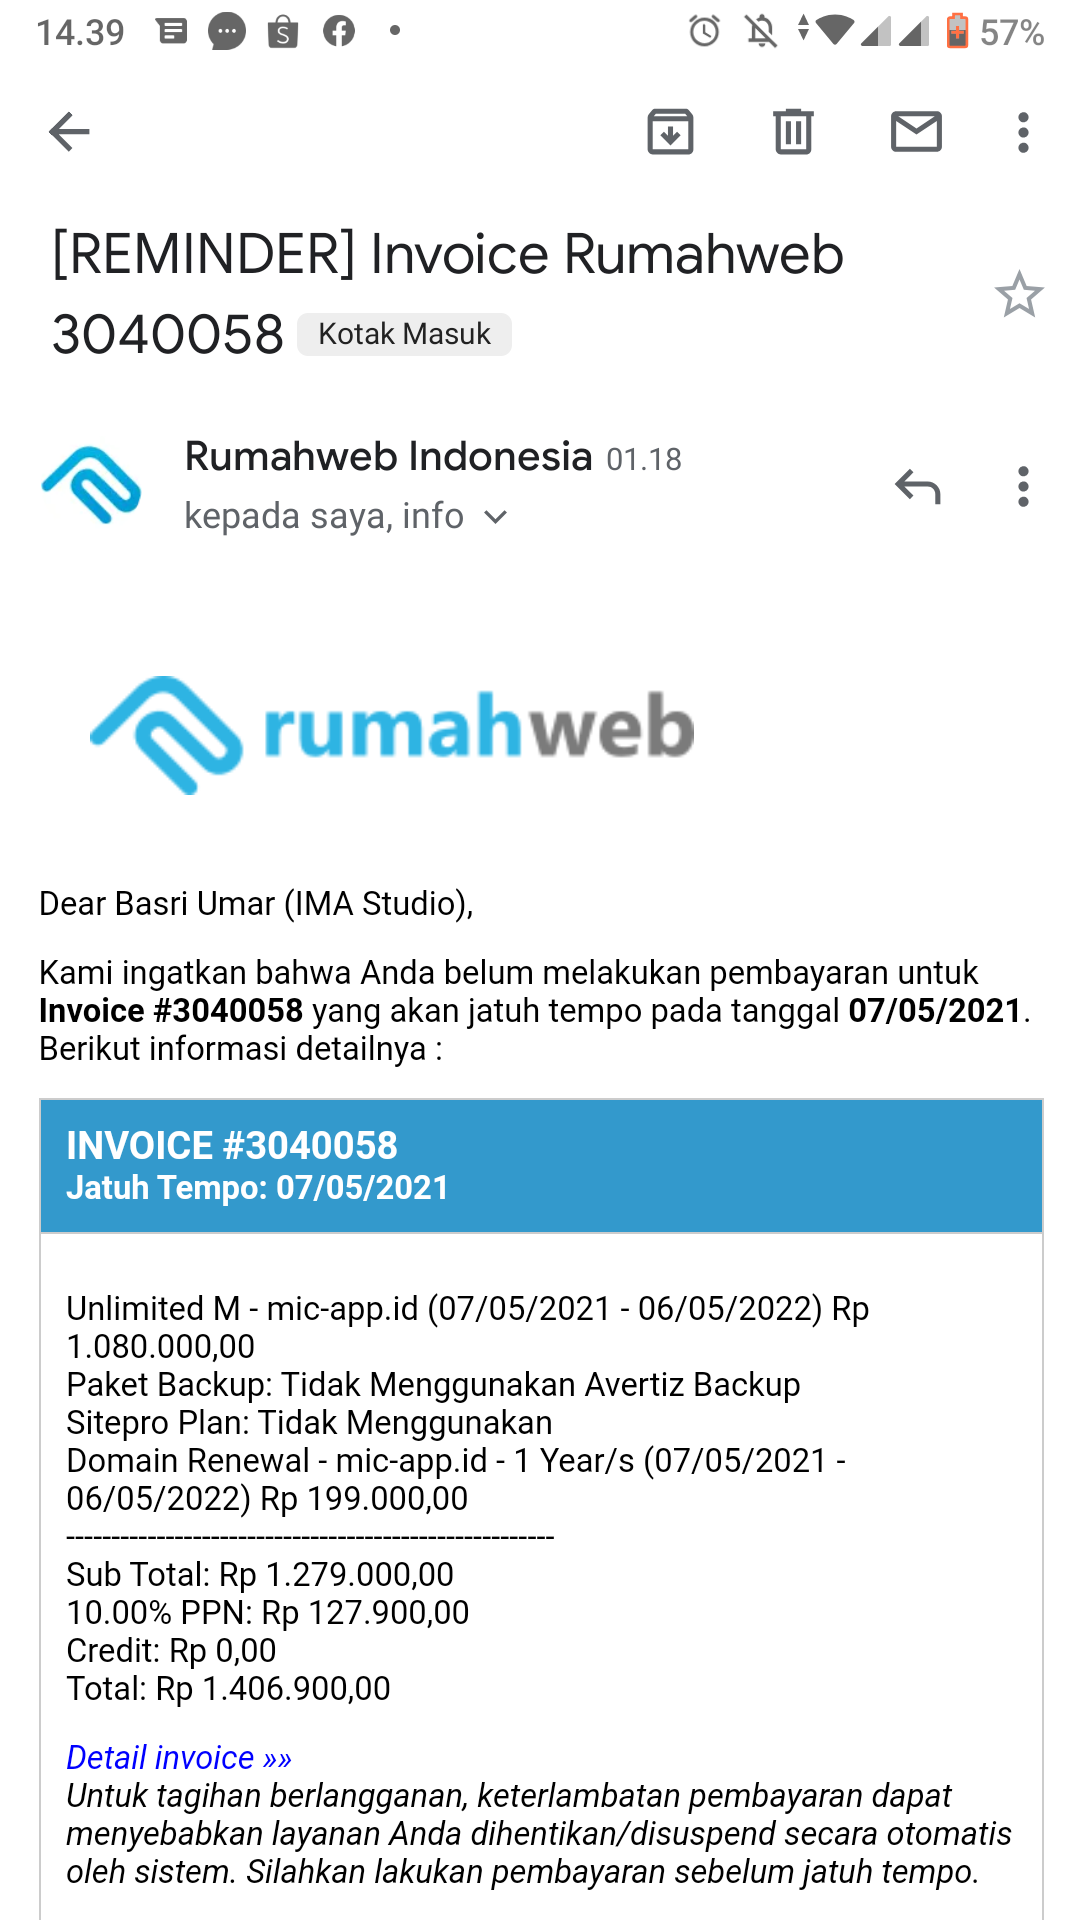 14.39
57%
[REMINDER] Invoice Rumahweb
3040058 Kotak Masuk
Rumahweb Indonesia 01.18
kepada saya, info
rumahweb
Dear Basri Umar (IMA Studio),
Kami ingatkan bahwa Anda belum melakukan pembayaran untuk
Invoice #3040058 yang akan jatuh tempo pada tanggal 07/05/2021.
Berikut informasi detailnya :
INVOICE #3040058
Jatuh Tempo: 07/05/2021
Unlimited M - mic-app.id (07/05/2021 - 06/05/2022) Rp
1.080.000,00
Paket Backup: Tidak Menggunakan Avertiz Backup
Sitepro Plan: Tidak Menggunakan
Domain Renewal - mic-app.id - 1 Year/s (07/05/2021 -
06/05/2022) Rp 199.000,00
------------------------------------------------------
Sub Total: Rp 1.279.000,00
10.00% PPN: Rp 127.900,00
Credit: Rp 0,00
Total: Rp 1.406.900,00
Detail invoice »»
Untuk tagihan berlangganan, keterlambatan pembayaran dapat
menyebabkan layanan Anda dihentikan/disuspend secara otomatis
oleh sistem. Silahkan lakukan pembayaran sebelum jatuh tempo.